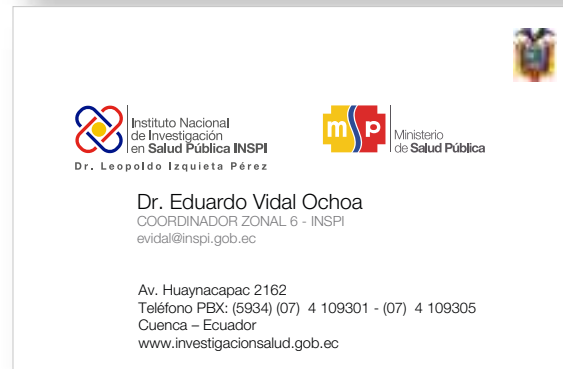 Instituto Nacional
de Investigación
en Salud Pública INSPI
Dr. Leopoldo Izquieta Pérez
msp
Ministerio
de Salud Pública
Dr. Eduardo Vidal Ochoa
COORDINADOR ZONAL 6 - INSPI
evidal@inspi.gob.ec
Av. Huaynacapac 2162
Teléfono PBX: (5934) (07) 4 109301 - (07) 4 109305
Cuenca – Ecuador
www.investigacionsalud.gob.ec